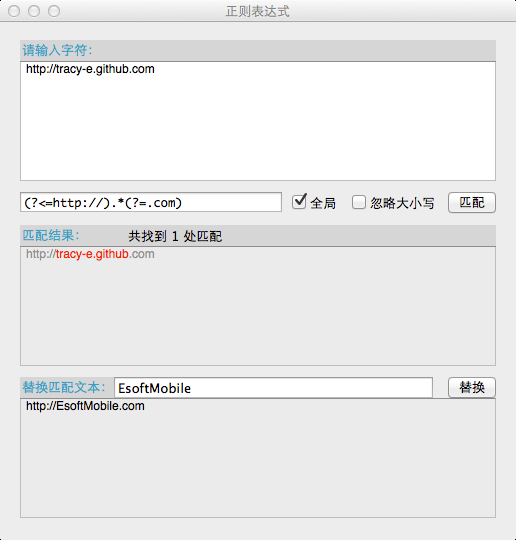 正则表达式
请输入字符：
http://tracy-e.github.com
(?<=http://).*(?=.com) 全局 忽略大小写 匹配
匹配结果： 共找到 1 处匹配
http://tracy-e.github.com
替换匹配文本： EsoftMobile 替换
http://EsoftMobile.com